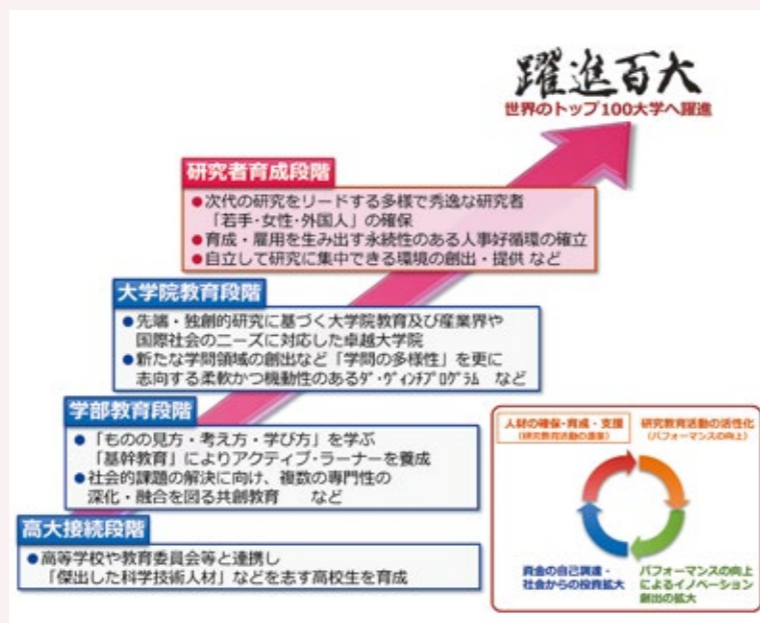 躍進百大
世界のトップ100大学へ躍進
研究者育成段階
●次代の研究をリードする多様で秀逸な研究者
「若手・女性・外国人」の確保
●育成・雇用を生み出す永続性のある人事好循環の確立
●自立して研究に集中できる環境の創出・提供 など
大学院教育段階
●先端・独創的研究に基づく大学院教育及び産業界や
国際社会のニーズに対応した卓越大学院
●新たな学問領域の創出など「学問の多様性」を更に
志向する柔軟かつ機動性のあるダ・ヴィンチプログラム など
学部教育段階
●「ものの見方・考え方・学び方」を学ぶ
「基幹教育」によりアクティブ・ラーナーを養成
●社会的課題の解決に向け、複数の専門性の
深化・融合を図る共創教育 など
高大接続段階
●高等学校や教育委員会等と連携し
「傑出した科学技術人材」などを志す高校生を育成
人材の確保・育成・支援
(研究教育活動の源泉)
研究教育活動の活性化
(パフォーマンスの向上)
資金の自己調達・
社会からの投資拡大
パフォーマンスの向上
によるイノベーション
創出の拡大